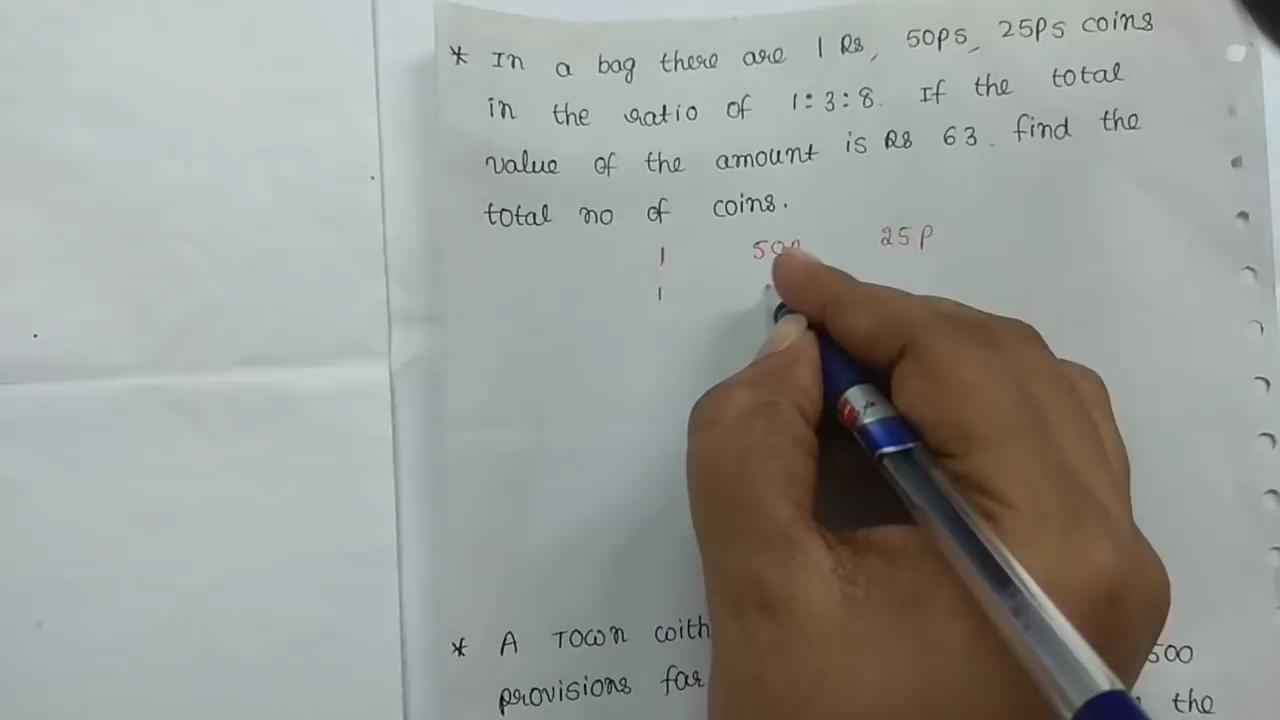 * In a bag there are 1 Rs, 50ps, 25ps coins
in the ratio of 1:3:8. If the total
value of the amount is Rs 63. find the
total no of coins.
1 50p 25p
1
* A Town with 500
provisions for the